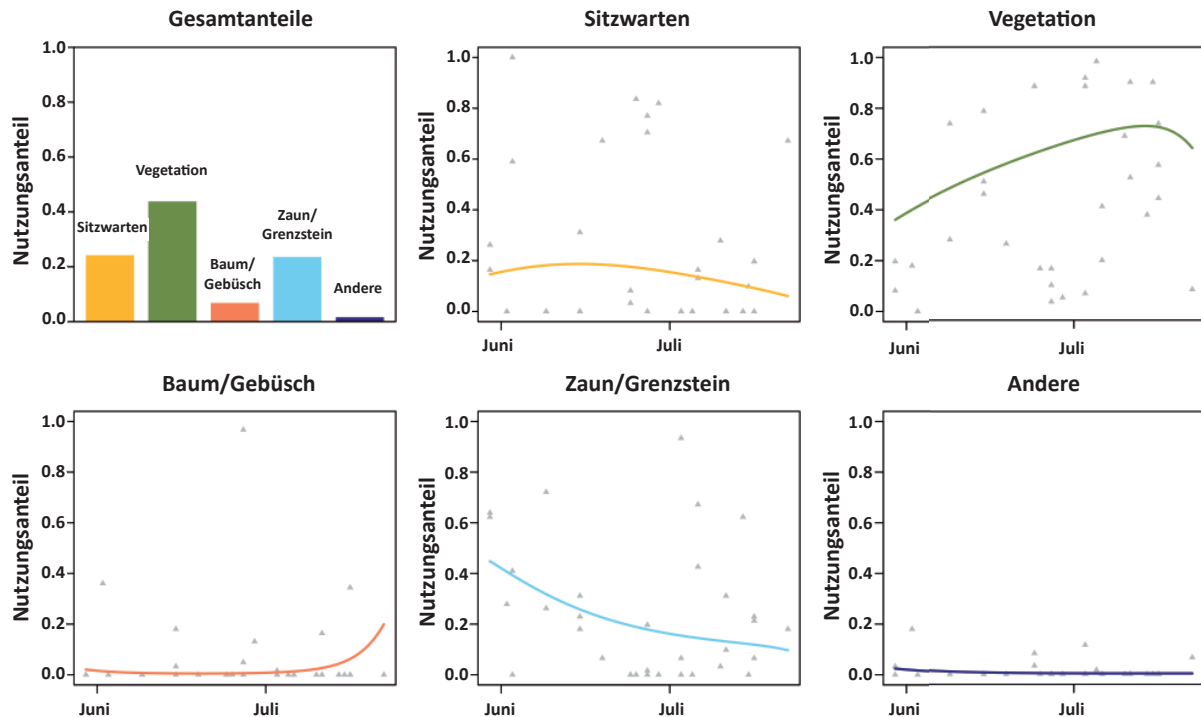 Gesamtanteile
Nutzungsanteil
1.0
0.8
0.6
0.4
0.2
0.0
Sitzwarten
Vegetation
Baum/
Gebüsch
Zaun/
Grenzstein
Andere
Sitzwarten
Nutzungsanteil
1.0
0.8
0.6
0.4
0.2
0.0
Juni
Juli
Vegetation
Nutzungsanteil
1.0
0.8
0.6
0.4
0.2
0.0
Juni
Juli
Baum/Gebüsch
Nutzungsanteil
1.0
0.8
0.6
0.4
0.2
0.0
Juni
Juli
Zaun/Grenzstein
Nutzungsanteil
1.0
0.8
0.6
0.4
0.2
0.0
Juni
Juli
Andere
Nutzungsanteil
1.0
0.8
0.6
0.4
0.2
0.0
Juni
Juli